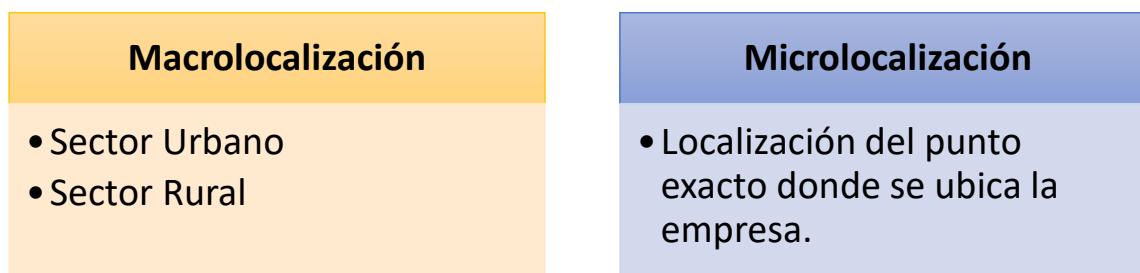 Macrolocalización
• Sector Urbano
• Sector Rural
Microlocalización
• Localización del punto
exacto donde se ubica la
empresa.